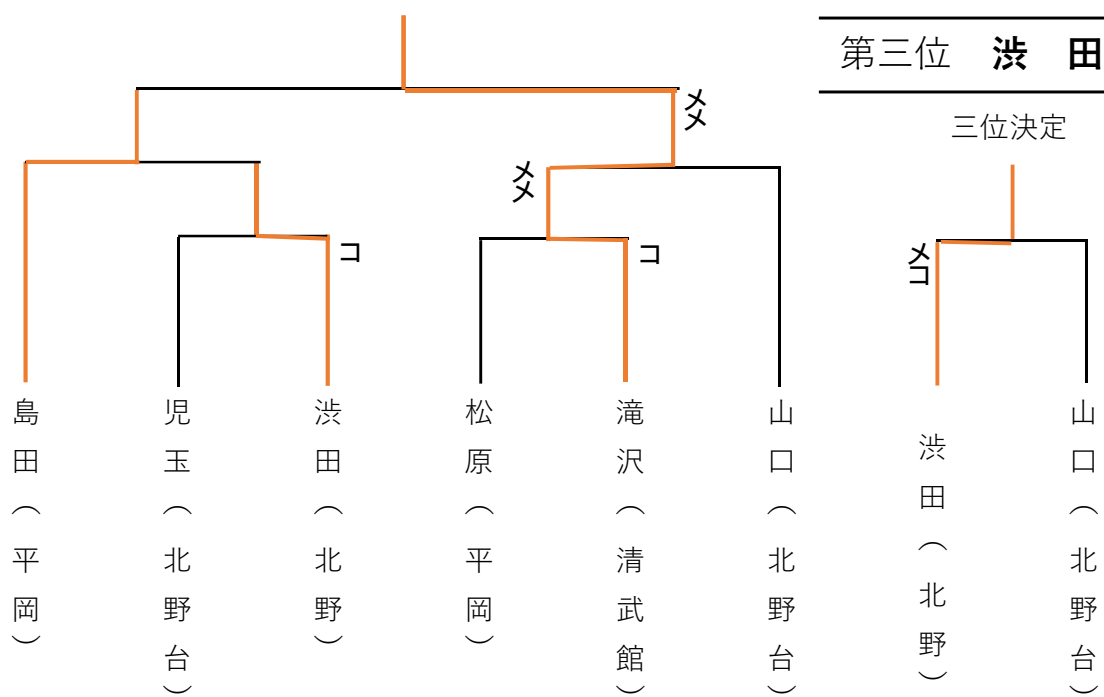 第三位 渋 田
三位決定
メメ
メメ
コ
コ
メコ
島田(平岡)
児玉(北野台)
渋田(北野)
松原(平岡)
滝沢(清武館)
山口(北野台)
渋田(北野)
山口(北野台)